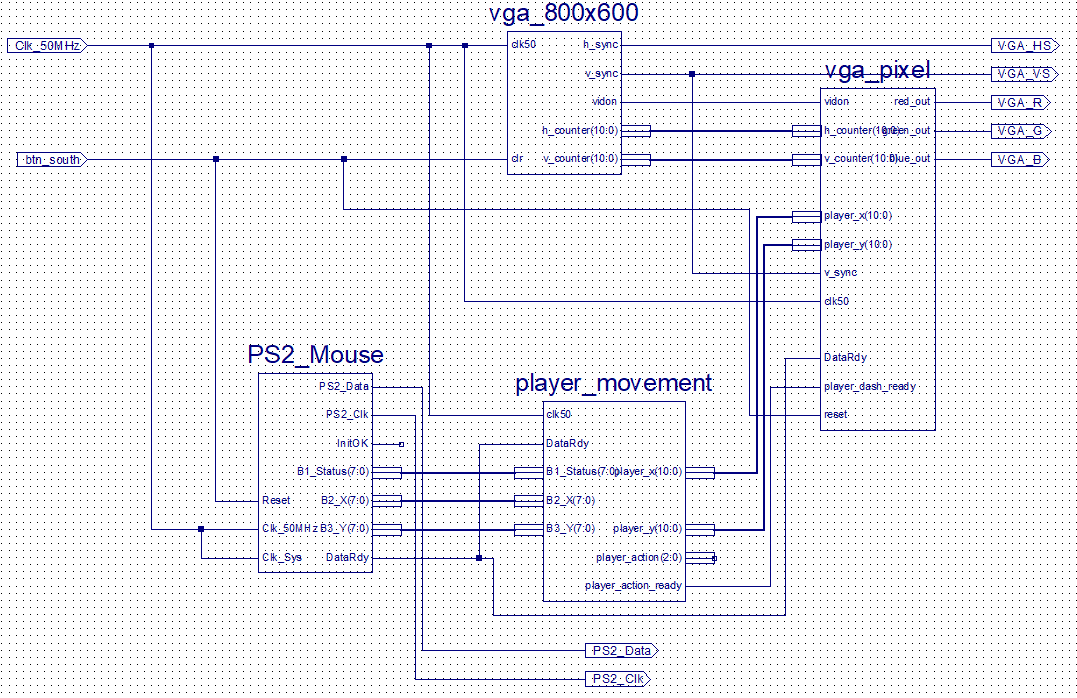 vga_800x600
Clk_50MHz
clk50
h_sync
VGA_HS
v_sync
VGA_VS
vga_pixel
vidon
vidon
red_out
VGA_R
h_counter(10:0)
h_counter(10:0)
green_out
VGA_G
btn_south
clr
v_counter(10:0)
v_counter(10:0)
blue_out
VGA_B
player_x(10:0)
player_y(10:0)
v_sync
clk50
PS2_Mouse
DataRdy
player_movement
PS2_Data
player_dash_ready
PS2_Clk
clk50
reset
InitOK
DataRdy
B1_Status(7:0)
B1_Status(7:0)
player_x(10:0)
Reset
B2_X(7:0)
B2_X(7:0)
Clk_50MHz
B3_Y(7:0)
B3_Y(7:0)
player_y(10:0)
Clk_Sys
DataRdy
player_action(2:0)
player_action_ready
PS2_Data
PS2_Clk